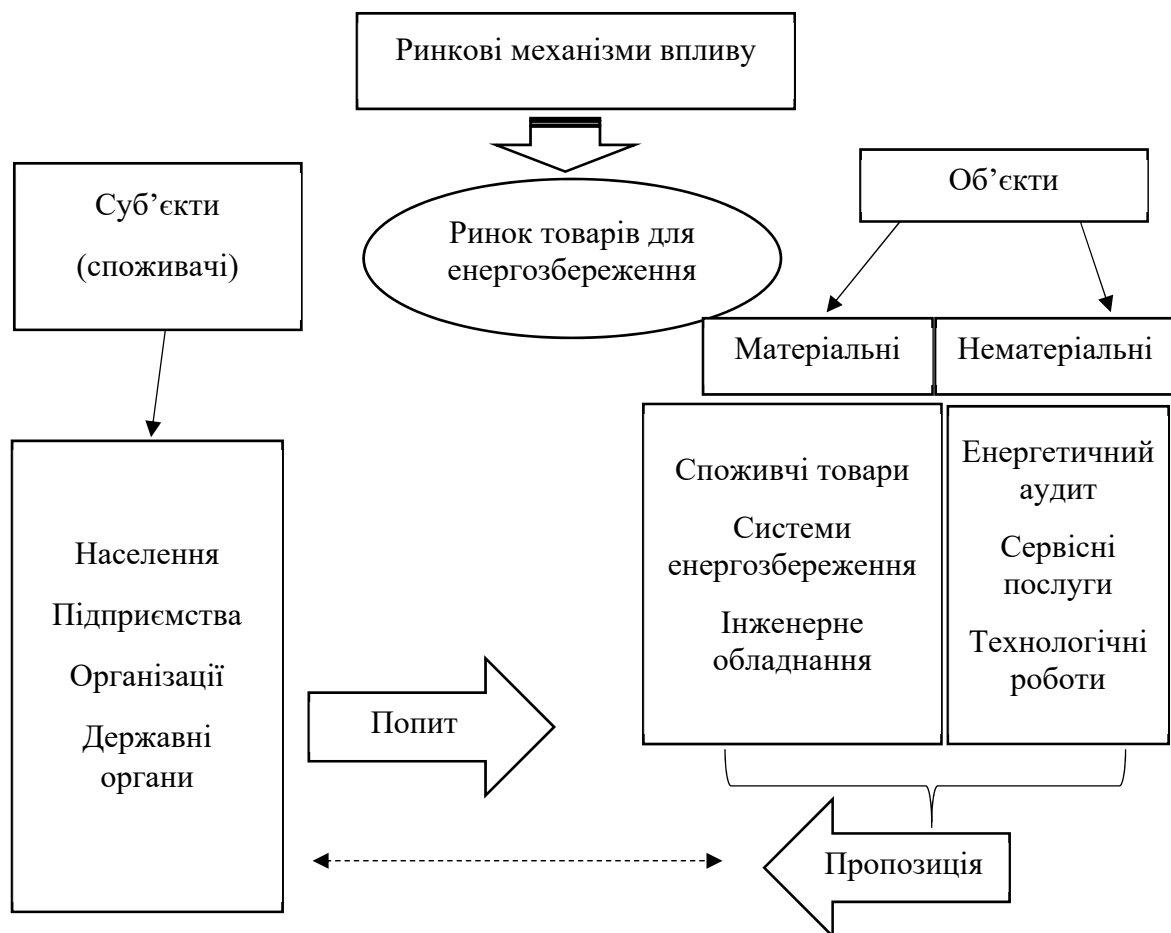 Ринкові механізми впливу
Суб’єкти
(споживачі)
Ринок товарів для
енергозбереження
Об’єкти
Матеріальні
Нематеріальні
Населення
Підприємства
Організації
Державні
органи
Споживчі товари
Системи
енергозбереження
Інженерне
обладнання
Енергетичний
аудит
Сервісні
послуги
Технологічні
роботи
Попит
Пропозиція